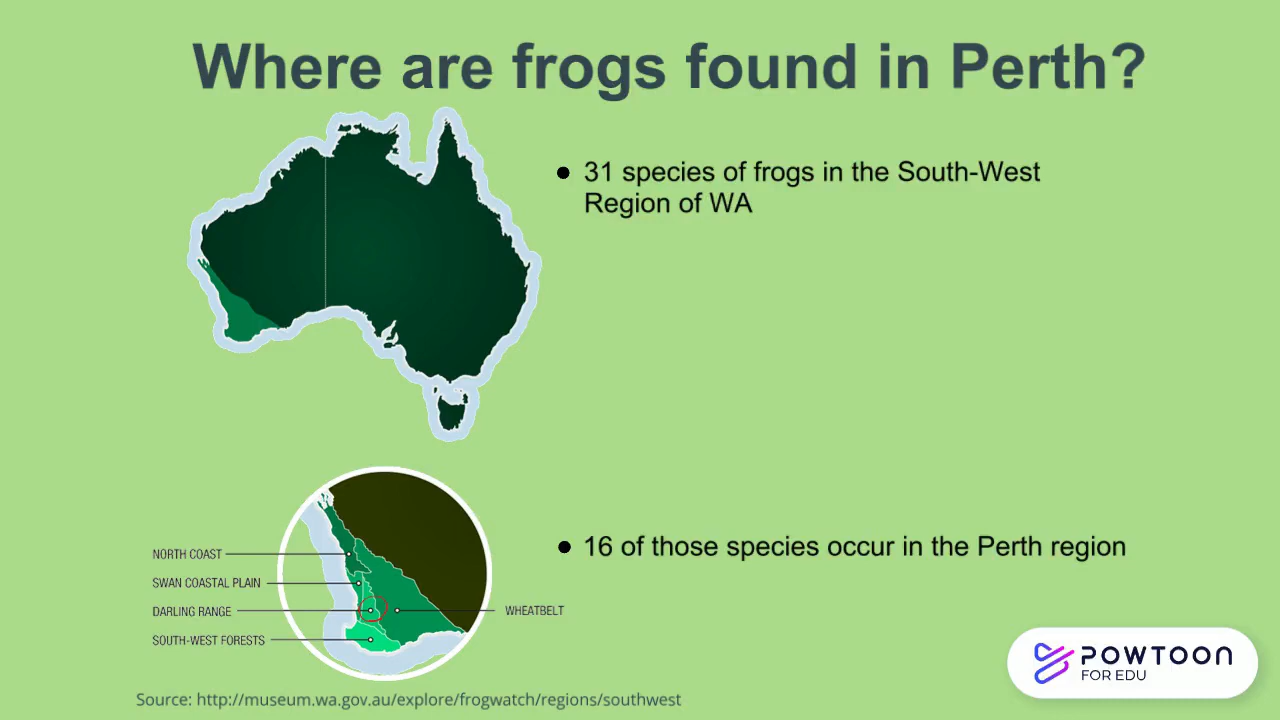 Where are frogs found in Perth?
31 species of frogs in the South-West
Region of WA
16 of those species occur in the Perth region
NORTH COAST
SWAN COASTAL PLAIN
DARLING RANGE
WHEATBELT
SOUTH-WEST FORESTS
POWTOON
FOR EDU
Source: http://museum.wa.gov.au/explore/frogwatch/regions/southwest